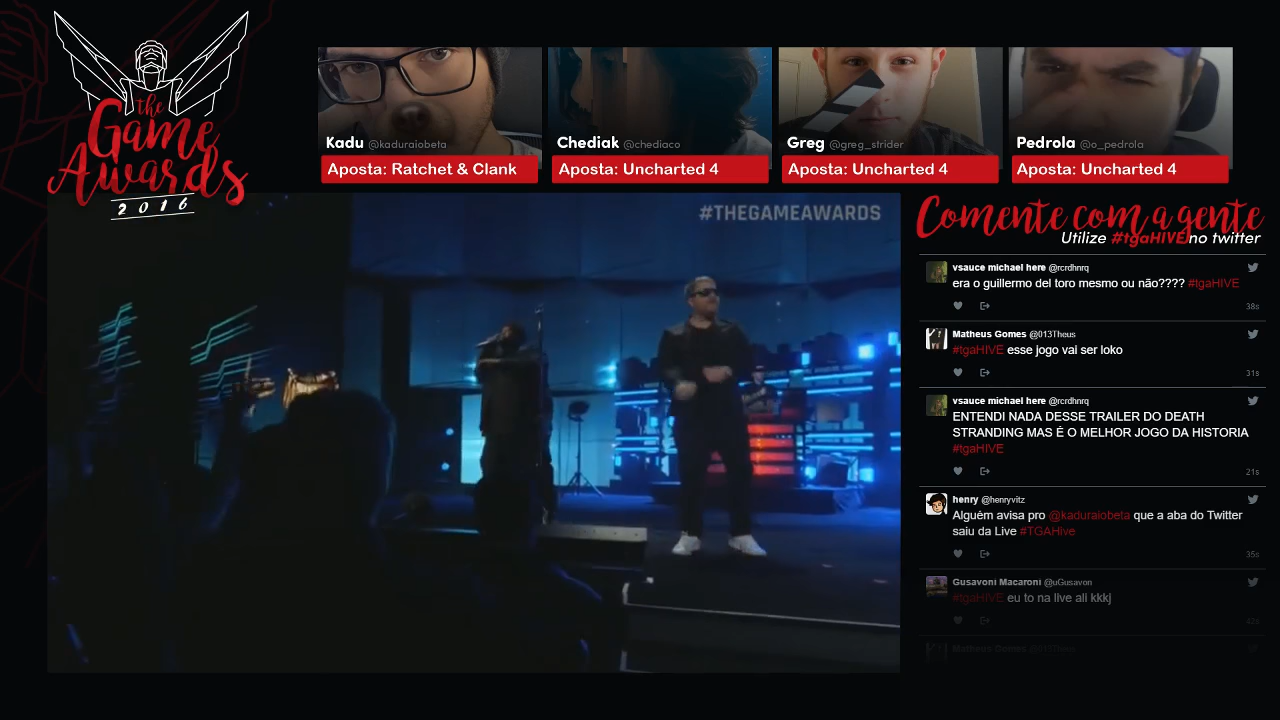 the
Game
Awards
2016
Kadu @kaduraiobeta
Aposta: Ratchet & Clank
Chediak @chediaco
Aposta: Uncharted 4
Greg @greg_strider
Aposta: Uncharted 4
Pedrola @o_pedrola
Aposta: Uncharted 4
#THEGAMEAWARDS
Comente com a gente
Utilize #tgaHIVE no twitter
vsauce michael here @rcrdhnrq
era o guillermo del toro mesmo ou não???? #tgaHIVE
38s
Matheus Gomes @013Theus
#tgaHIVE esse jogo vai ser loko
31s
vsauce michael here @rcrdhnrq
ENTENDI NADA DESSE TRAILER DO DEATH
STRANDING MAS É O MELHOR JOGO DA HISTORIA
#tgaHIVE
21s
henry @henryvitz
Alguém avisa pro @kaduraiobeta que a aba do Twitter
saiu da Live #TGAHive
35s
Gusavoni Macaroni @uGusavon
#tgaHIVE eu to na live ali kkkj
42s
Matheus Gomes @013Theus